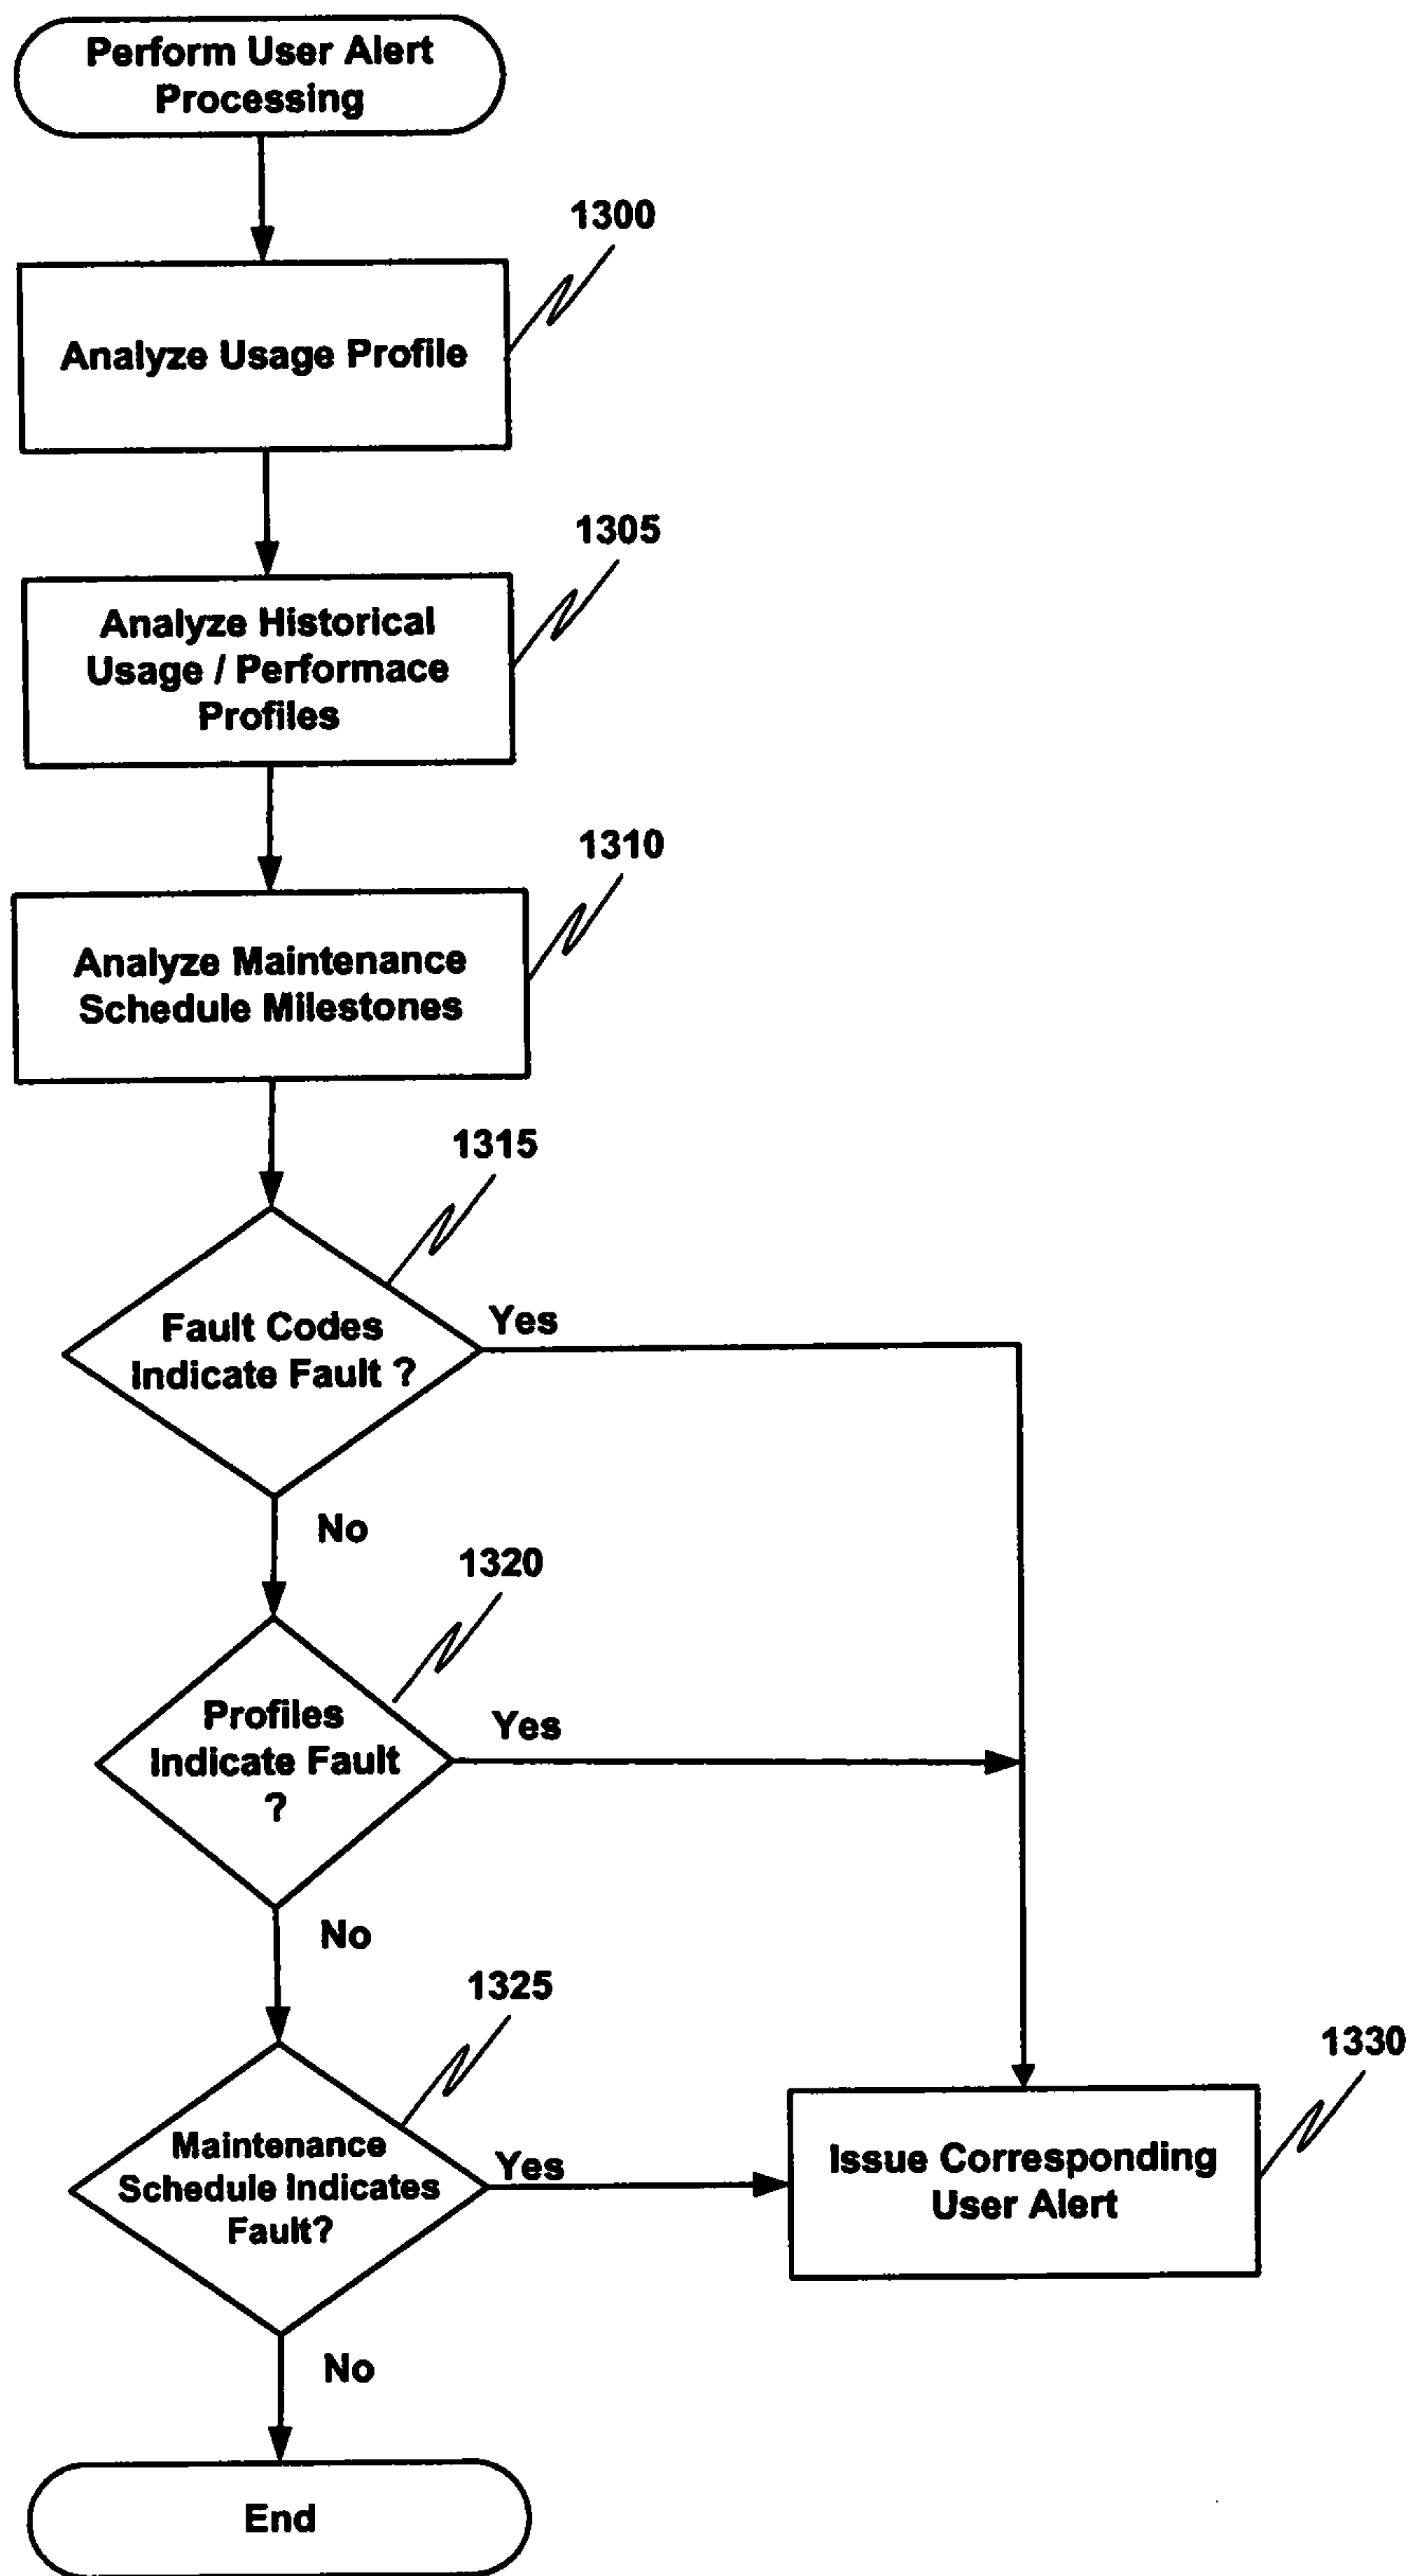 Perform User Alert
Processing
1300
Analyze Usage Profile
1305
Analyze Historical
Usage / Performace
Profiles
1310
Analyze Maintenance
Schedule Milestones
1315
Fault Codes
Indicate Fault ?
Yes
No
1320
Profiles
Indicate Fault
?
Yes
No
1325
Maintenance
Schedule Indicates
Fault?
Yes
1330
Issue Corresponding
User Alert
No
End